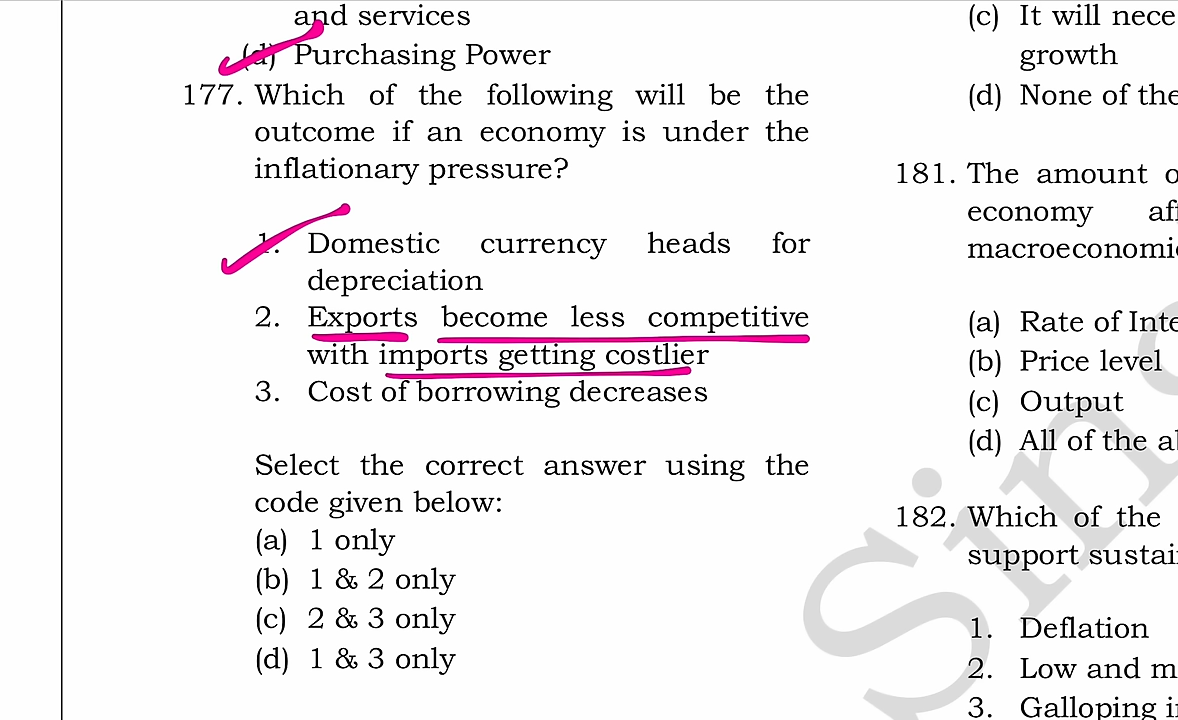 and services
(d) Purchasing Power
177. Which of the following will be the
outcome if an economy is under the
inflationary pressure?
1. Domestic currency heads for
depreciation
2. Exports become less competitive
with imports getting costlier
3. Cost of borrowing decreases
Select the correct answer using the
code given below:
(a) 1 only
(b) 1 & 2 only
(c) 2 & 3 only
(d) 1 & 3 only
(c) It will nece
growth
(d) None of the
181. The amount o
economy af
macroeconomi
(a) Rate of Inte
(b) Price level
(c) Output
(d) All of the a
182. Which of the
support sustai
1. Deflation
2. Low and m
3. Galloping i
Sin